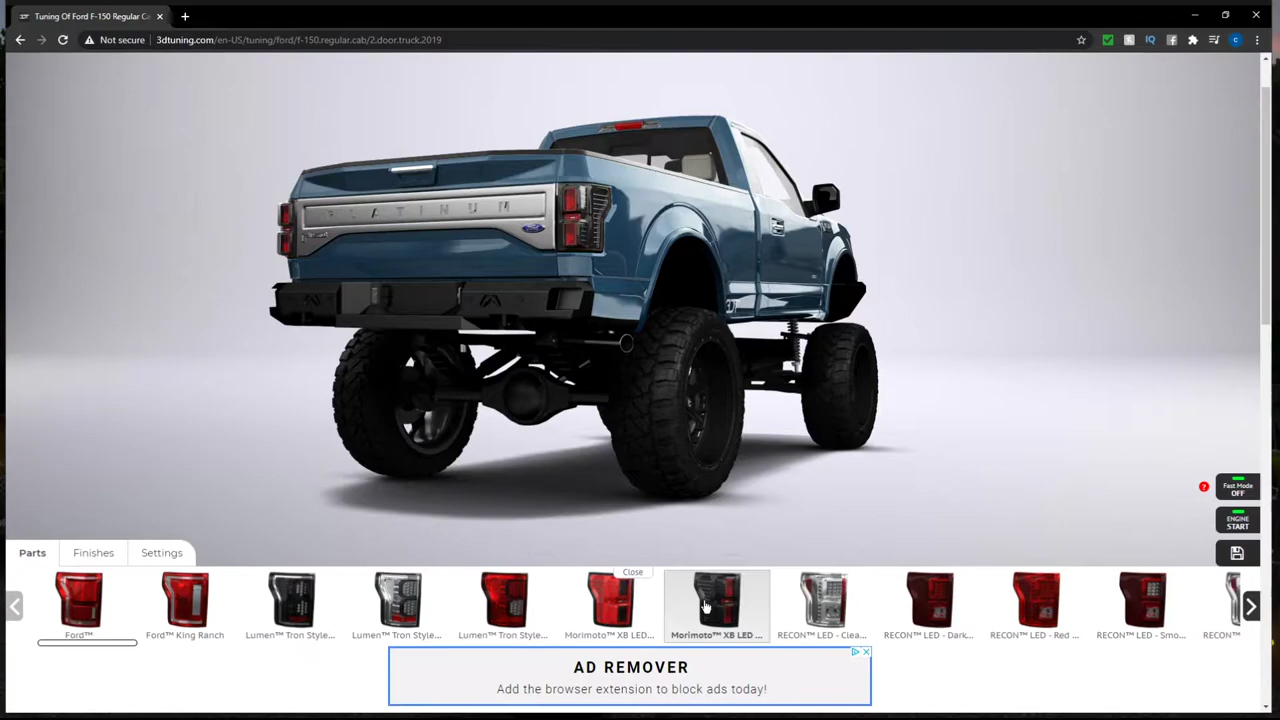 Tuning Of Ford F-150 Regular Ca
Not secure
3dtuning.com/en-US/tuning/ford/f-150.regular.cab/2.door.truck.2019
IQ
c
PLATINUM
Ford
?
Fast Mode
OFF
ENGINE
START
Parts
Finishes
Settings
Close
Ford™
Ford™ King Ranch
Lumen™ Tron Style...
Lumen™ Tron Style...
Lumen™ Tron Style...
Morimoto™ XB LED...
Morimoto™ XB LED ...
RECON™ LED - Clea...
RECON™ LED - Dark...
RECON™ LED - Red ...
RECON™ LED - Smo...
RECON™
AD REMOVER
Add the browser extension to block ads today!